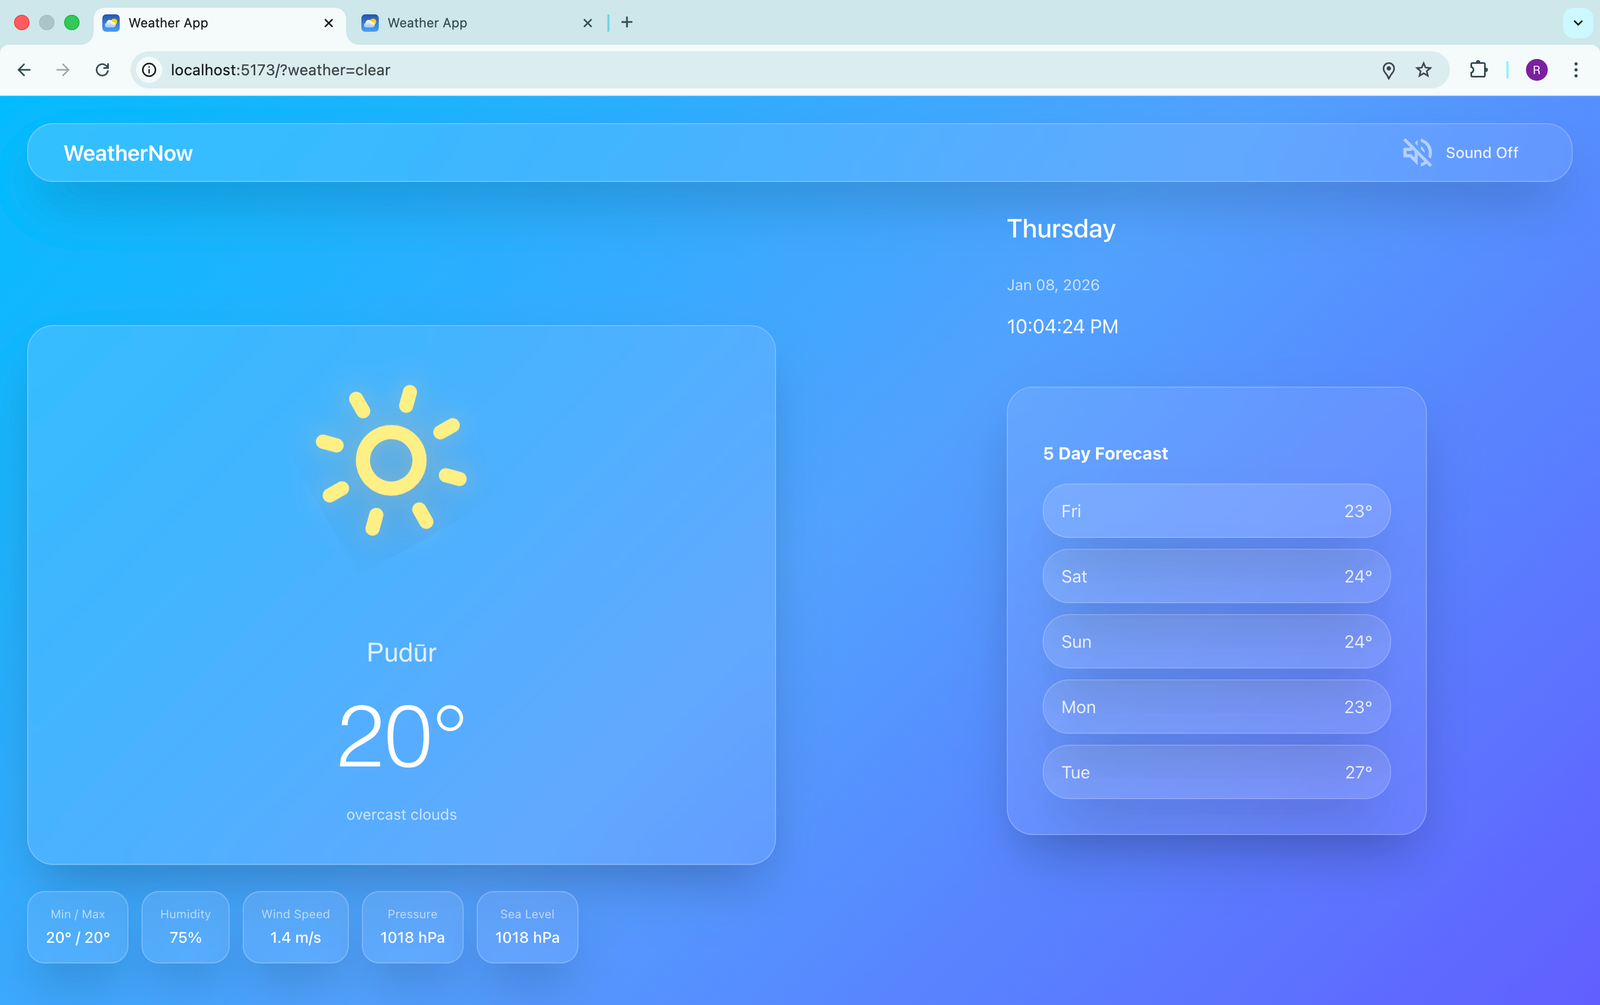 Weather App
Weather App
localhost:5173/?weather=clear
R
WeatherNow
Sound Off
Thursday
Jan 08, 2026
10:04:24 PM
Pudūr
20°
overcast clouds
5 Day Forecast
Fri 23°
Sat 24°
Sun 24°
Mon 23°
Tue 27°
Min / Max
20° / 20°
Humidity
75%
Wind Speed
1.4 m/s
Pressure
1018 hPa
Sea Level
1018 hPa